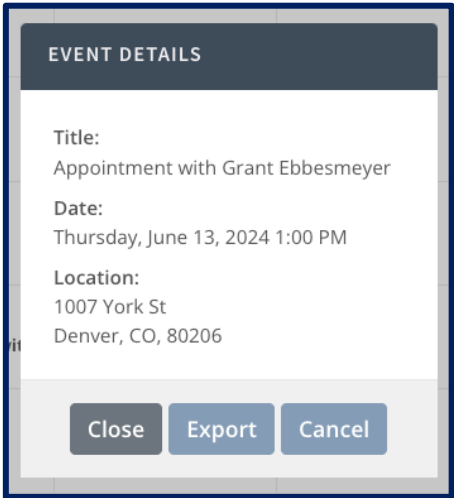 EVENT DETAILS
Title:
Appointment with Grant Ebbesmeyer
Date:
Thursday, June 13, 2024 1:00 PM
Location:
1007 York St
Denver, CO, 80206
Close Export Cancel